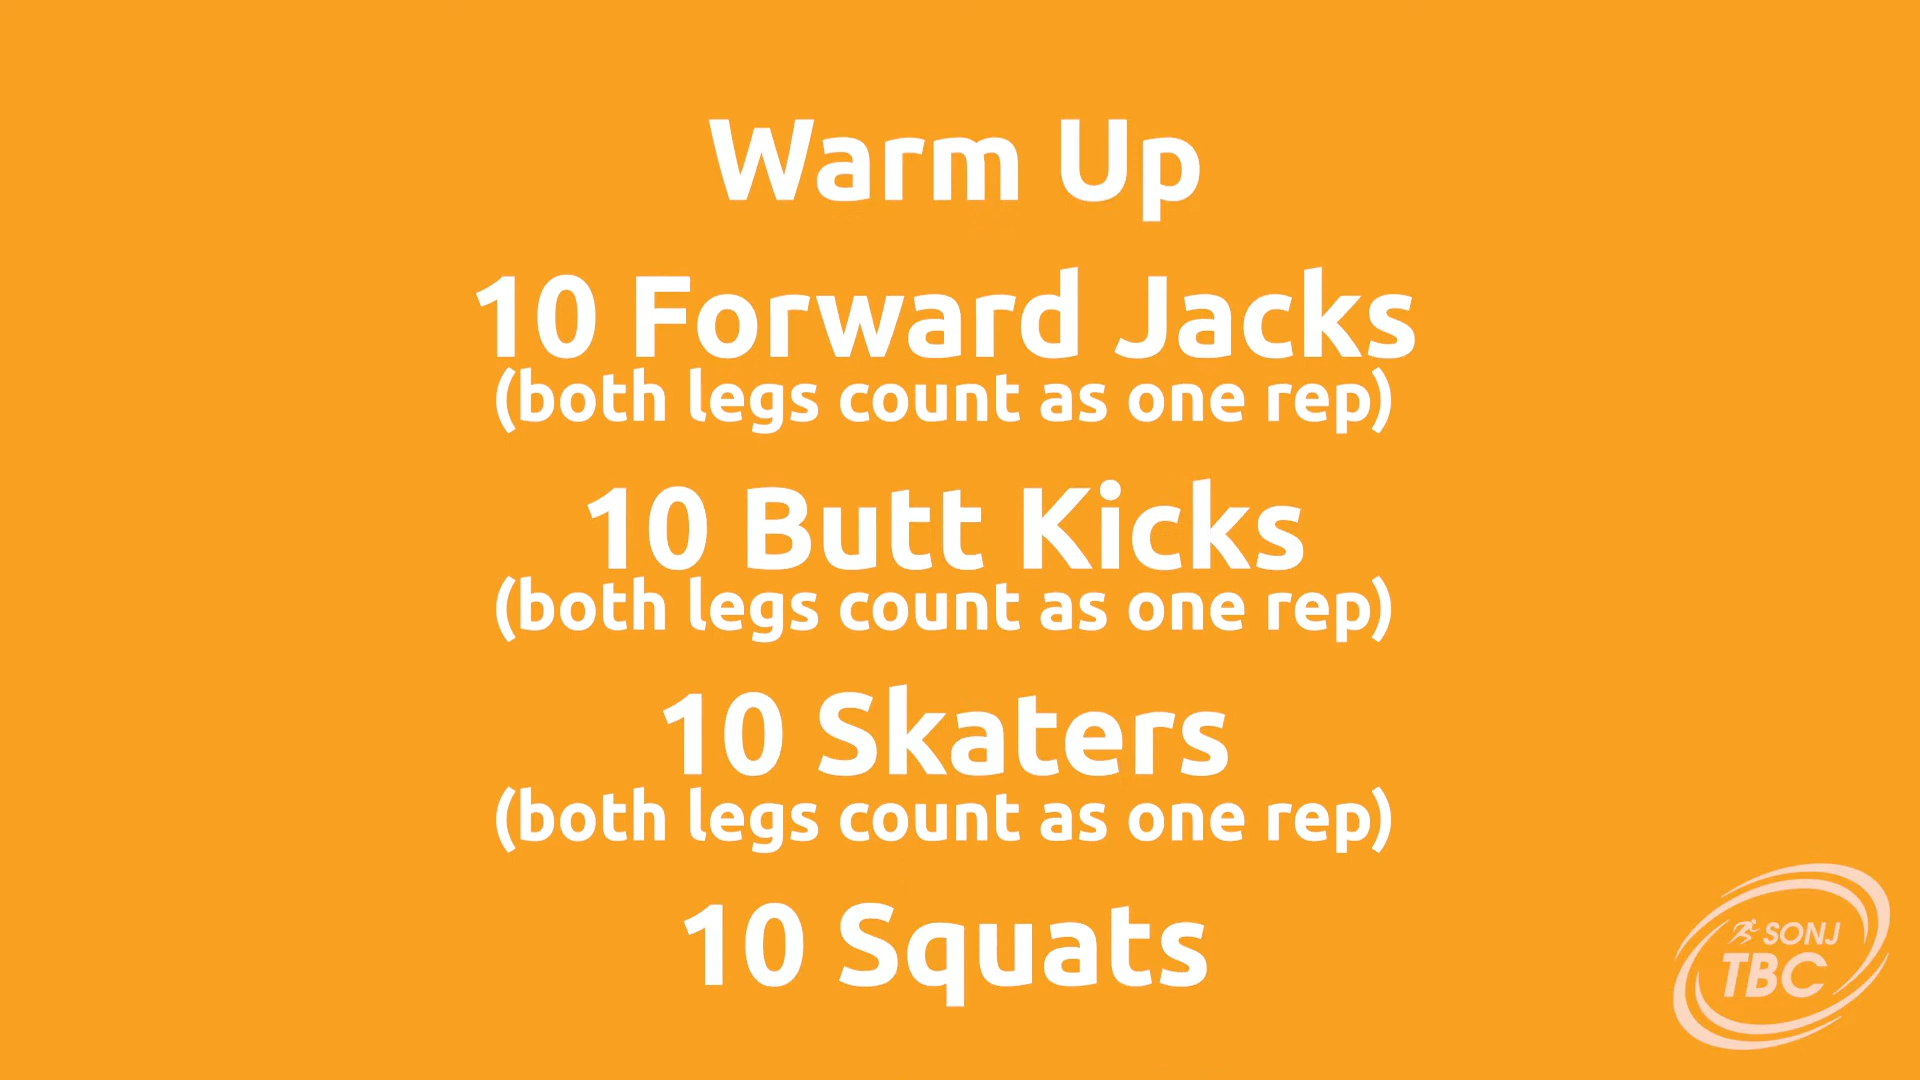 Warm Up
10 Forward Jacks
(both legs count as one rep)
10 Butt Kicks
(both legs count as one rep)
10 Skaters
(both legs count as one rep)
10 Squats
SONJ
TBC